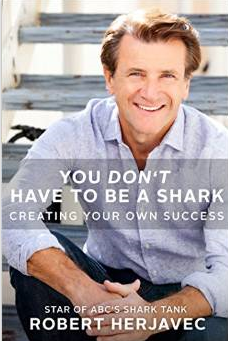 YOU DON'T
HAVE TO BE A SHARK
CREATING YOUR OWN SUCCESS
STAR OF ABC'S SHARK TANK
ROBERT HERJAVEC